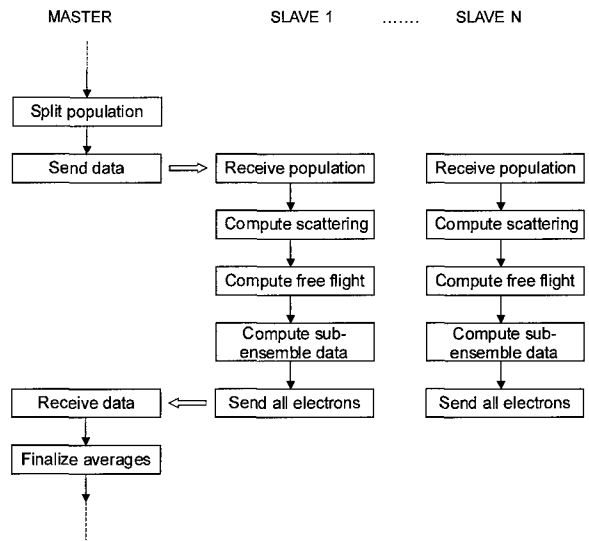 MASTER SLAVE 1 ....... SLAVE N
Split population
Send data
Receive population
Receive population
Compute scattering
Compute scattering
Compute free flight
Compute free flight
Compute sub-
ensemble data
Compute sub-
ensemble data
Receive data
Send all electrons
Send all electrons
Finalize averages